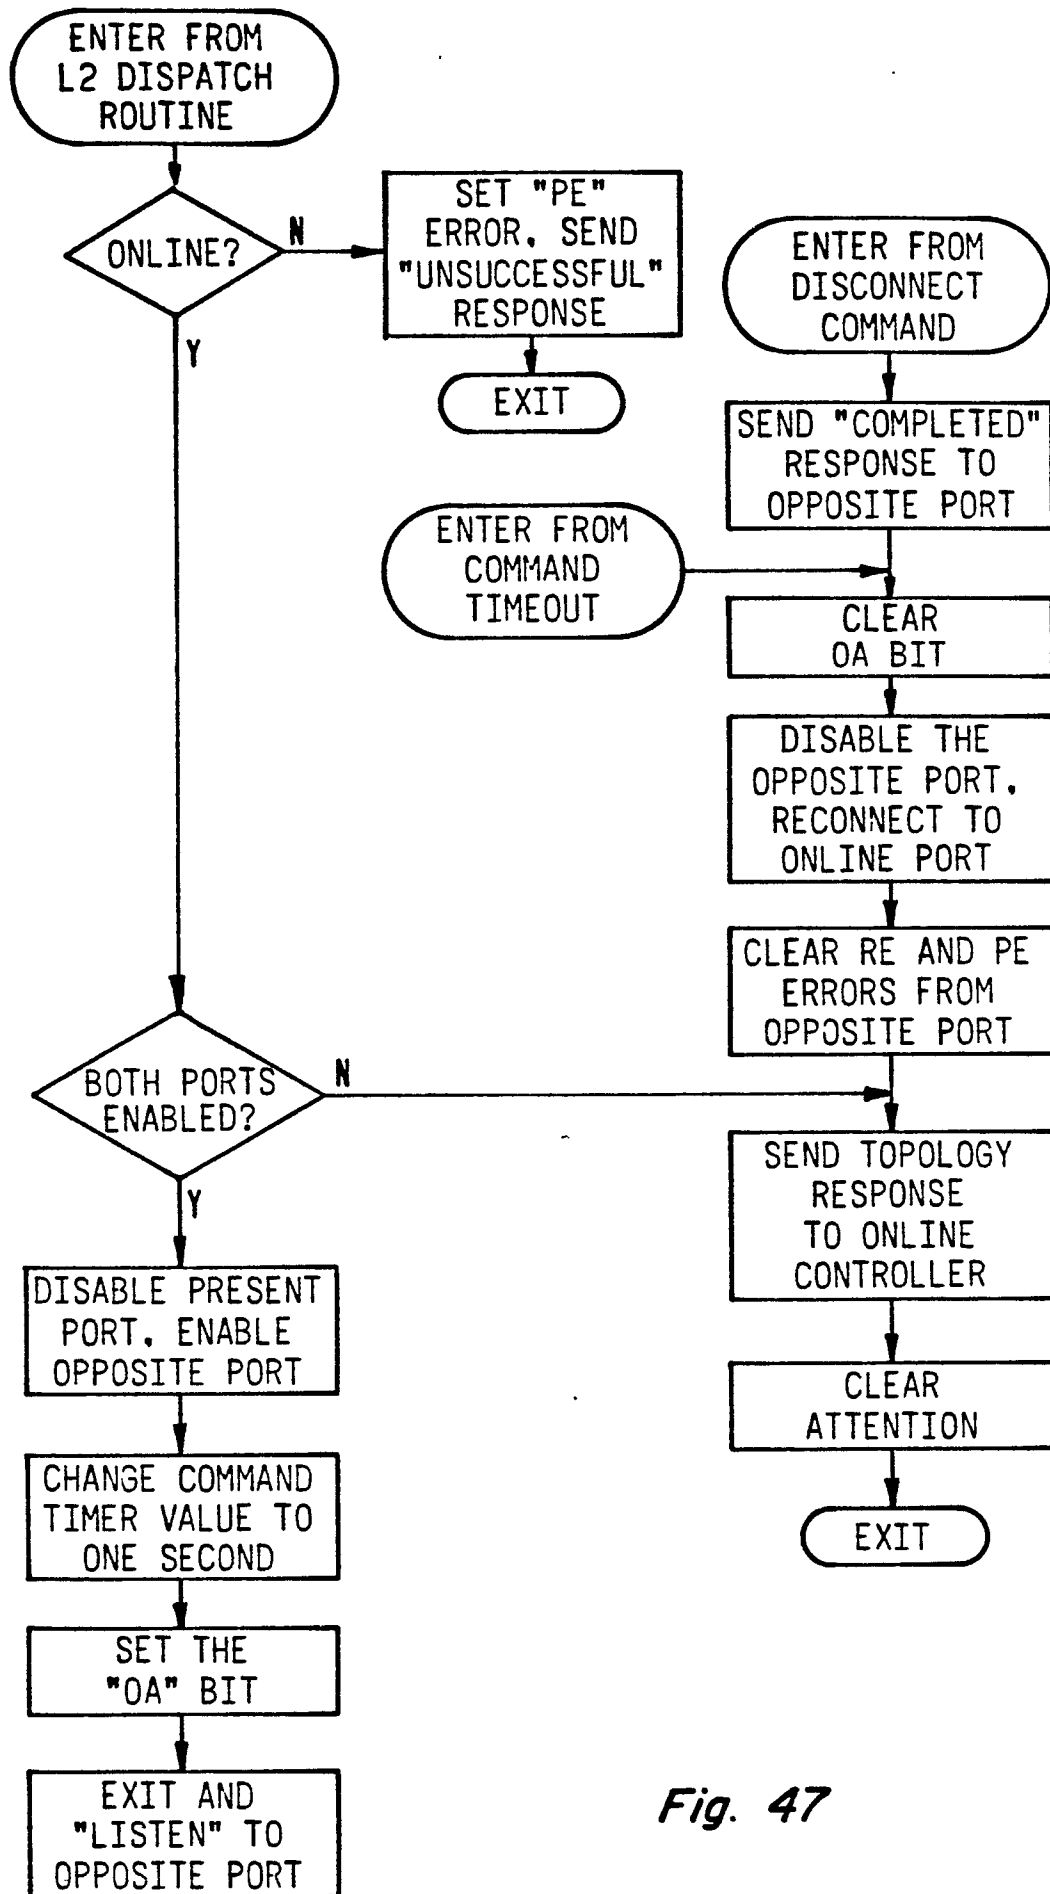 ENTER FROM
L2 DISPATCH
ROUTINE
ONLINE?
N
Y
SET "PE"
ERROR. SEND
"UNSUCCESSFUL"
RESPONSE
EXIT
ENTER FROM
DISCONNECT
COMMAND
SEND "COMPLETED"
RESPONSE TO
OPPOSITE PORT
ENTER FROM
COMMAND
TIMEOUT
CLEAR
OA BIT
DISABLE THE
OPPOSITE PORT.
RECONNECT TO
ONLINE PORT
CLEAR RE AND PE
ERRORS FROM
OPPOSITE PORT
BOTH PORTS
ENABLED?
N
Y
SEND TOPOLOGY
RESPONSE
TO ONLINE
CONTROLLER
CLEAR
ATTENTION
EXIT
DISABLE PRESENT
PORT. ENABLE
OPPOSITE PORT
CHANGE COMMAND
TIMER VALUE TO
ONE SECOND
SET THE
"OA" BIT
EXIT AND
"LISTEN" TO
OPPOSITE PORT
Fig. 47